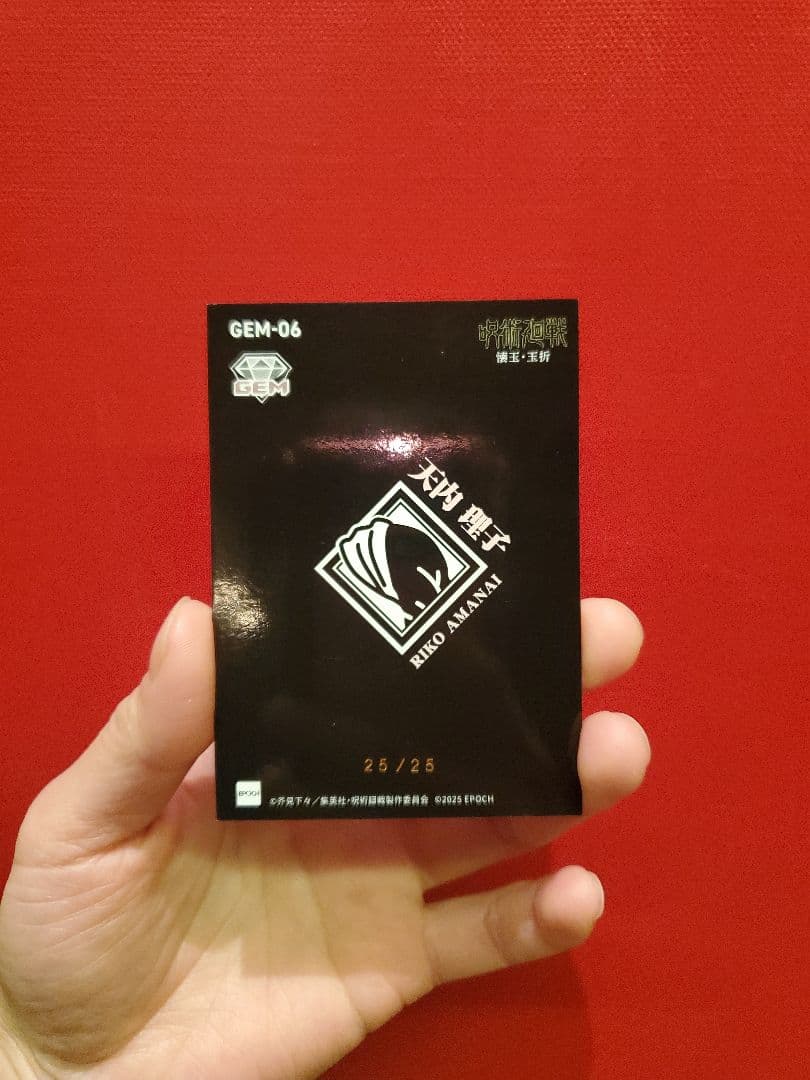 GEM-06
呪術廻戦
懐玉・玉折
GEM
天内 理子
RIKO AMANAI
25/25
EPOCH
©芥見下々／集英社・呪術廻戦製作委員会 ©2025 EPOCH